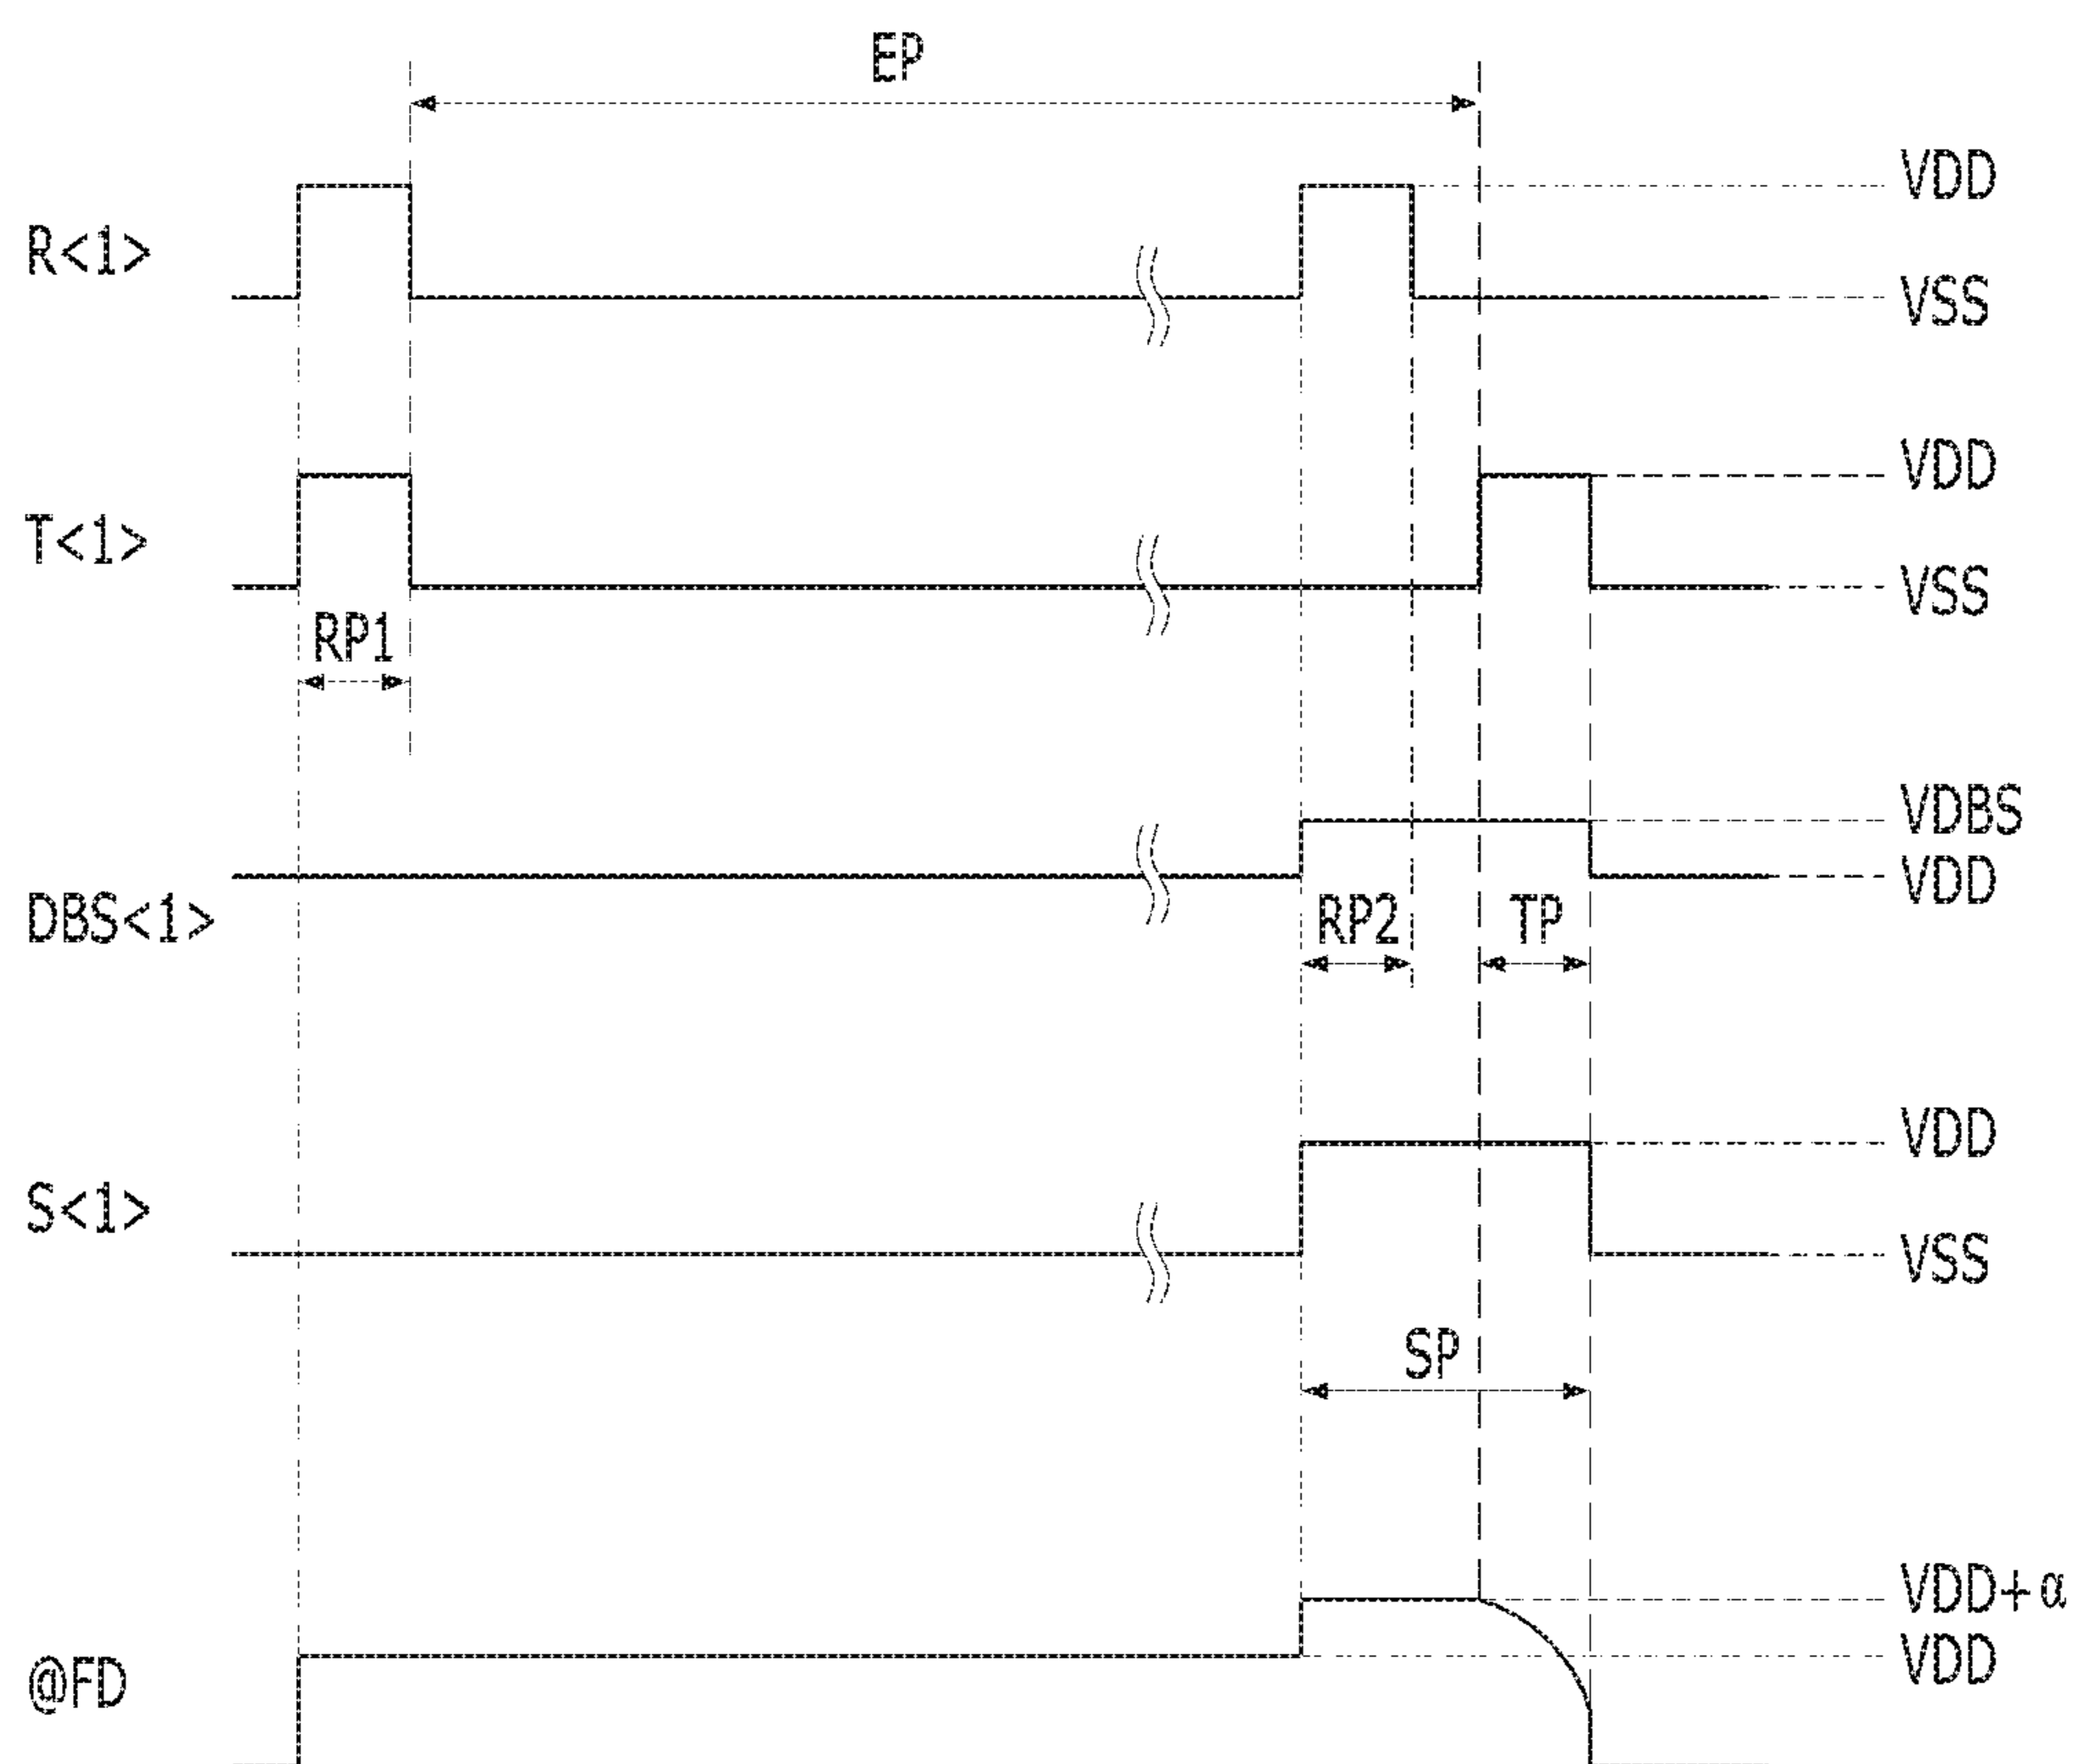 EP
VDD
R<1>
VSS
VDD
T<1>
VSS
RP1
VDBS
VDD
DBS<1>
RP2
TP
VDD
S<1>
VSS
SP
VDD+α
VDD
@FD